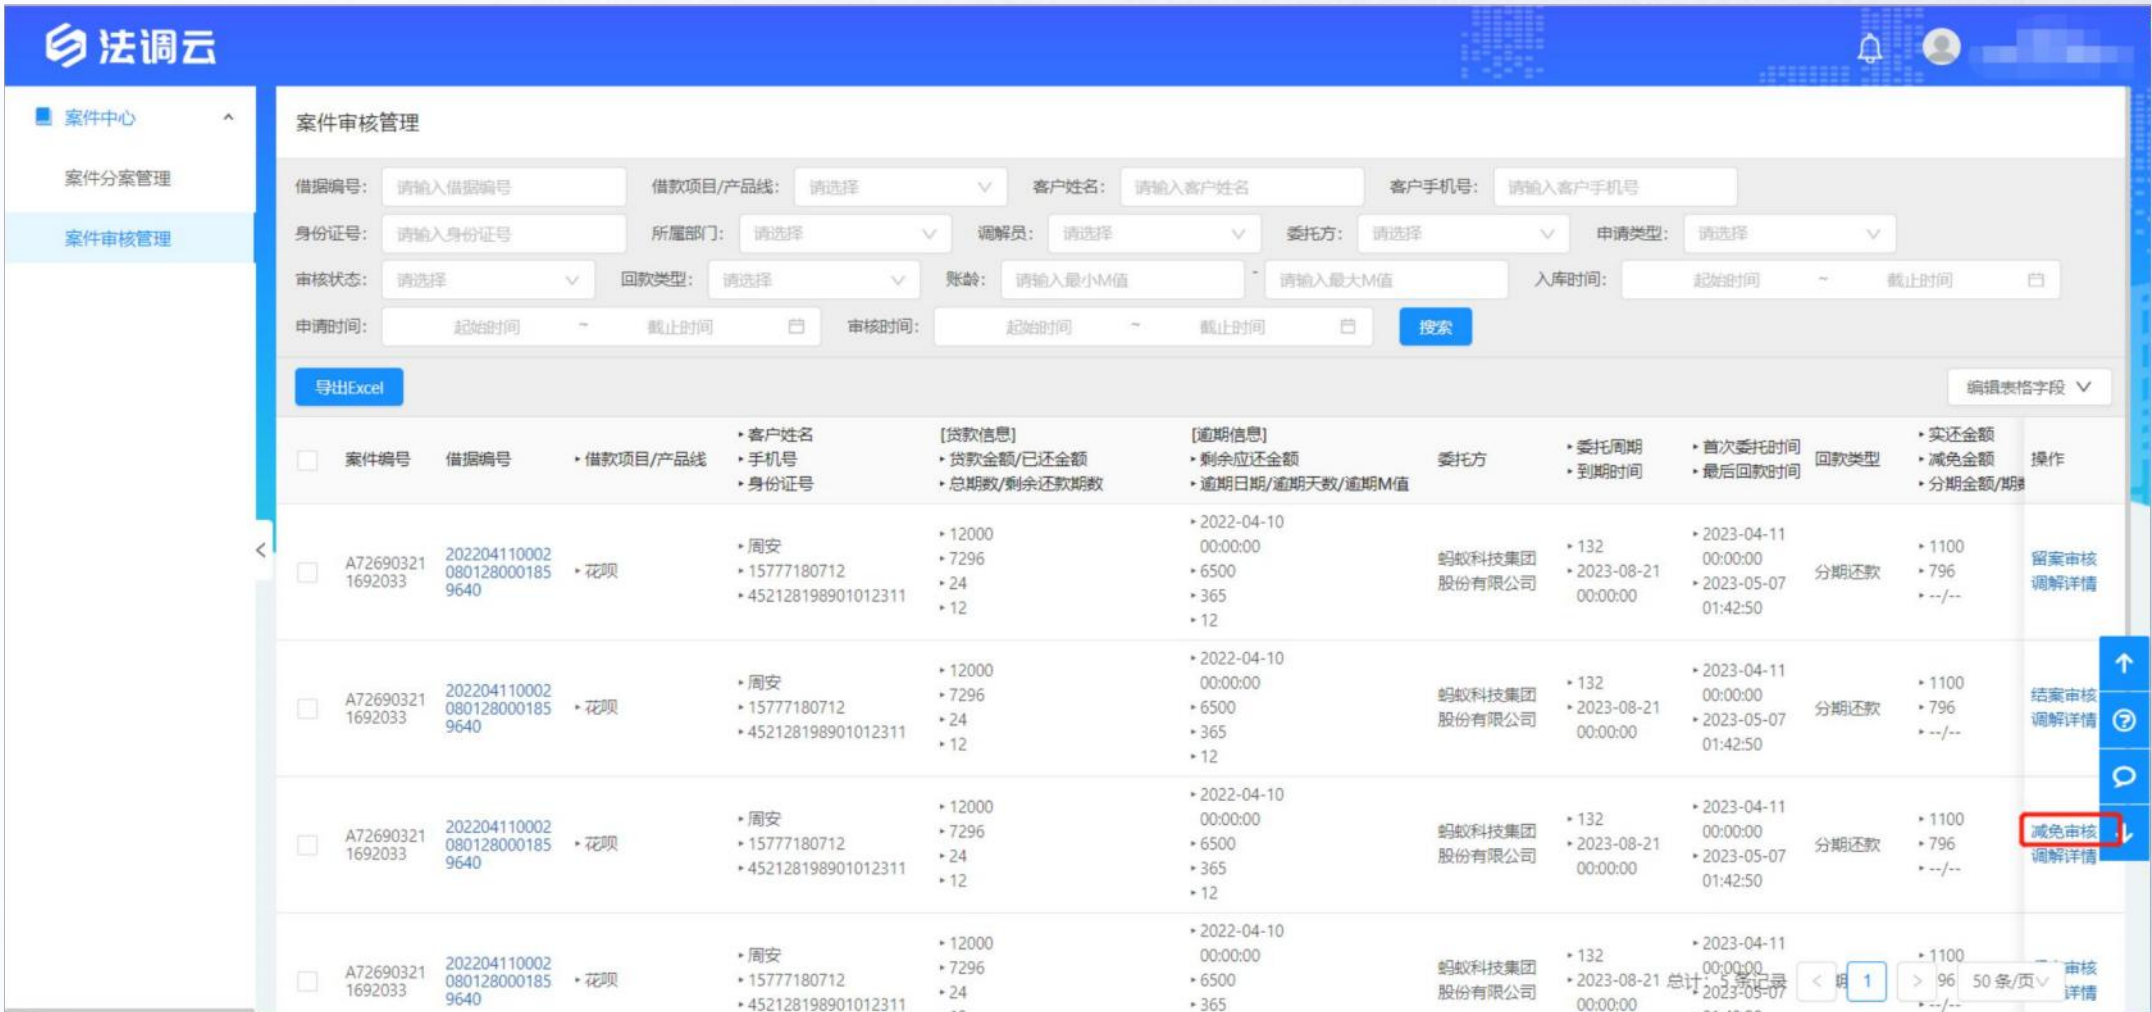 法调云
案件中心
案件分案管理
案件审核管理
案件审核管理
借据编号: 请输入借据编号 借款项目/产品线: 请选择 客户姓名: 请输入客户姓名 客户手机号: 请输入客户手机号
身份证号: 请输入身份证号 所属部门: 请选择 调解员: 请选择 委托方: 请选择 申请类型: 请选择
审核状态: 请选择 回款类型: 请选择 账龄: 请输入最小M值 - 请输入最大M值 入库时间: 起始时间 ~ 截止时间
申请时间: 起始时间 ~ 截止时间 审核时间: 起始时间 ~ 截止时间 搜索
导出Excel 编辑表格字段
案件编号
借据编号
借款项目/产品线
客户姓名
手机号
身份证号
[贷款信息]
贷款金额/已还金额
总期数/剩余还款期数
[逾期信息]
剩余应还金额
逾期日期/逾期天数/逾期M值
委托方
委托周期
到期时间
首次委托时间
最后回款时间
回款类型
实还金额
减免金额
分期金额/期
操作
A72690321
1692033
202204110002
080128000185
9640
花呗
周安
15777180712
452128198901012311
12000
7296
24
12
2022-04-10
00:00:00
6500
365
12
蚂蚁科技集团
股份有限公司
132
2023-08-21
00:00:00
2023-04-11
00:00:00
2023-05-07
01:42:50
分期还款
1100
796
--/--
留案审核
调解详情
A72690321
1692033
202204110002
080128000185
9640
花呗
周安
15777180712
452128198901012311
12000
7296
24
12
2022-04-10
00:00:00
6500
365
12
蚂蚁科技集团
股份有限公司
132
2023-08-21
00:00:00
2023-04-11
00:00:00
2023-05-07
01:42:50
分期还款
1100
796
--/--
结案审核
调解详情
A72690321
1692033
202204110002
080128000185
9640
花呗
周安
15777180712
452128198901012311
12000
7296
24
12
2022-04-10
00:00:00
6500
365
12
蚂蚁科技集团
股份有限公司
132
2023-08-21
00:00:00
2023-04-11
00:00:00
2023-05-07
01:42:50
分期还款
1100
796
--/--
减免审核
调解详情
A72690321
1692033
202204110002
080128000185
9640
花呗
周安
15777180712
452128198901012311
12000
7296
24
2022-04-10
00:00:00
6500
365
蚂蚁科技集团
股份有限公司
132
2023-08-21
00:00:00
2023-04-11
00:00:00
2023-05-07
1100
96
审核
详情
总计: 5 条记录 < 1 > 50 条/页